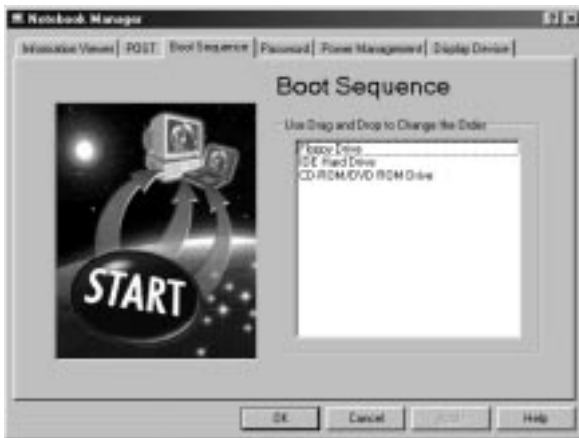 Notebook Manager
Information Viewer POST Boot Sequence Password Power Management Display Device
Boot Sequence
Use Drag and Drop to Change the Order
Floppy Drive
IDE Hard Drive
CD-ROM/DVD ROM Drive
START
OK Cancel Help